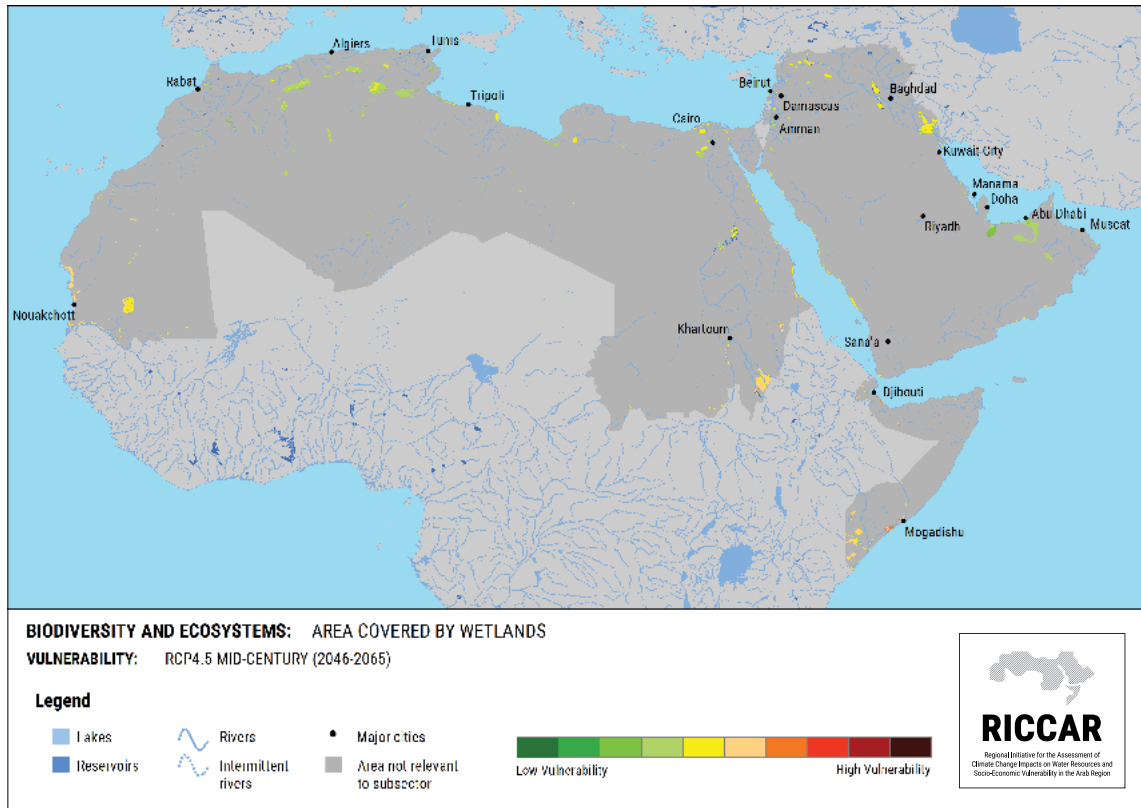 Algiers
Tunis
Rabat
Tripoli
Beirut
Baghdad
Damascus
Cairo
Amman
Kuwait City
Manama
Doha
Abu Dhabi
Riyadh
Muscat
Nouakchott
Khartoum
Sana'a
Djibouti
Mogadishu
BIODIVERSITY AND ECOSYSTEMS: AREA COVERED BY WETLANDS
VULNERABILITY: RCP4.5 MID-CENTURY (2046-2065)
Legend
Lakes
Rivers
Major cities
Reservoirs
Intermittent
rivers
Area not relevant
to subsector
Low Vulnerability
High Vulnerability
RICCAR
Regional Initiative for the Assessment of
Climate Change Impacts on Water Resources and
Socio-Economic Vulnerability in the Arab Region